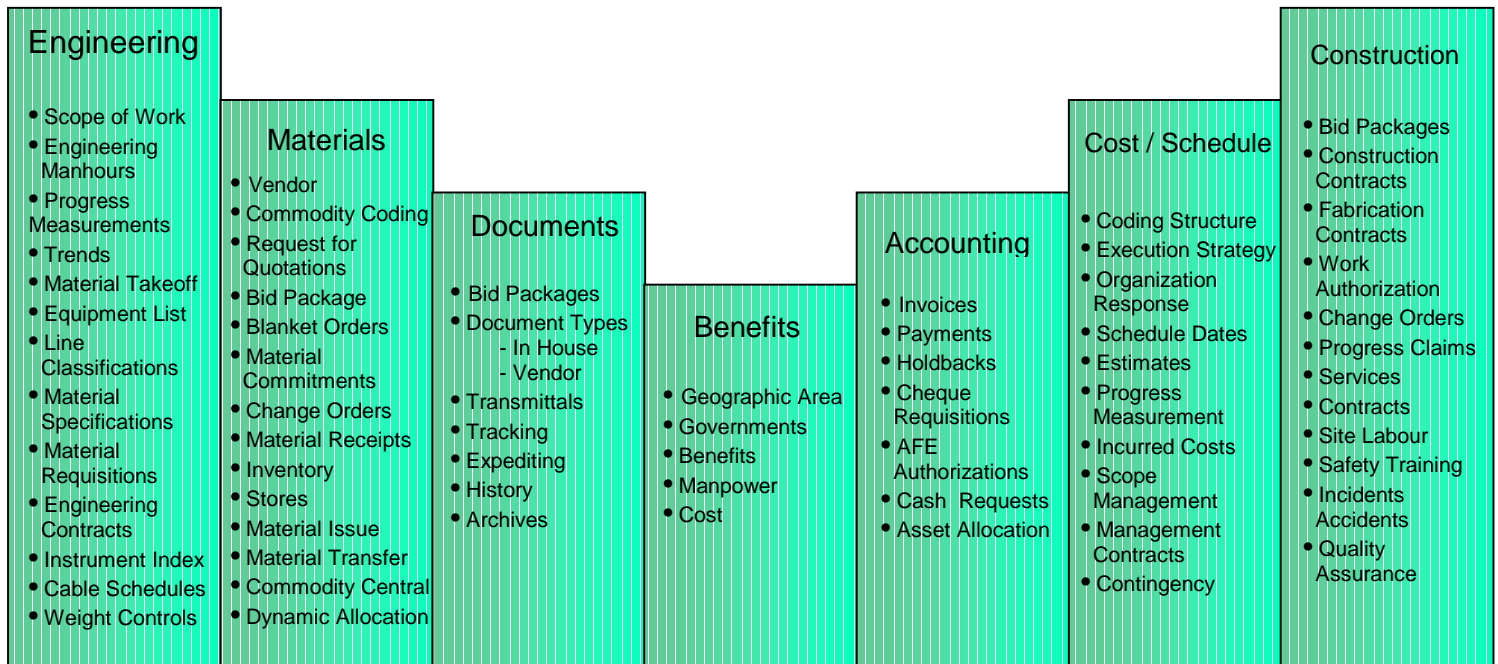 Engineering
• Scope of Work
• Engineering
Manhours
• Progress
Measurements
• Trends
• Material Takeoff
• Equipment List
• Line
Classifications
• Material
Specifications
• Material
Requisitions
• Engineering
Contracts
• Instrument Index
• Cable Schedules
• Weight Controls
Materials
• Vendor
• Commodity Coding
• Request for
Quotations
• Bid Package
• Blanket Orders
• Material
Commitments
• Change Orders
• Material Receipts
• Inventory
• Stores
• Material Issue
• Material Transfer
• Commodity Central
• Dynamic Allocation
Documents
• Bid Packages
• Document Types
- In House
- Vendor
• Transmittals
• Tracking
• Expediting
• History
• Archives
Benefits
• Geographic Area
• Governments
• Benefits
• Manpower
• Cost
Accounting
• Invoices
• Payments
• Holdbacks
• Cheque
Requisitions
• AFE
Authorizations
• Cash Requests
• Asset Allocation
Cost / Schedule
• Coding Structure
• Execution Strategy
• Organization
Response
• Schedule Dates
• Estimates
• Progress
Measurement
• Incurred Costs
• Scope
Management
• Management
Contracts
• Contingency
Construction
• Bid Packages
• Construction
Contracts
• Fabrication
Contracts
• Work
Authorization
• Change Orders
• Progress Claims
• Services
• Contracts
• Site Labour
• Safety Training
• Incidents
Accidents
• Quality
Assurance